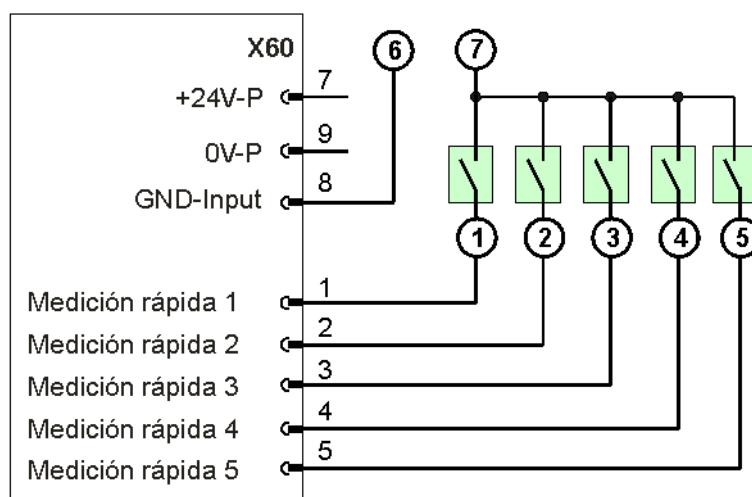 X60
6
7
+24V-P
7
0V-P
9
GND-Input
8
1
2
3
4
5
Medición rápida 1
1
Medición rápida 2
2
Medición rápida 3
3
Medición rápida 4
4
Medición rápida 5
5